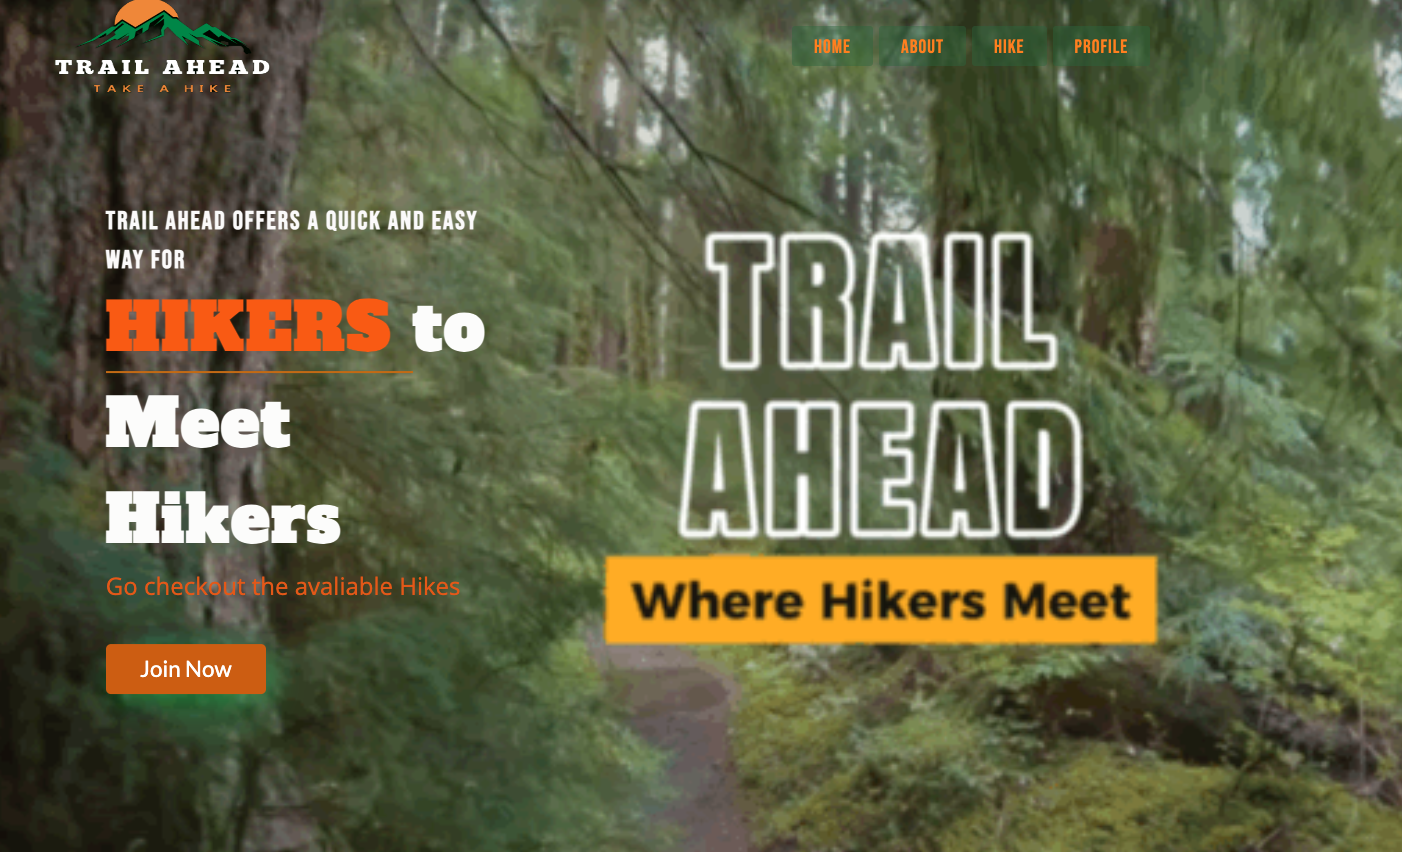 TRAIL AHEAD
TAKE A HIKE
HOME ABOUT HIKE PROFILE
TRAIL AHEAD OFFERS A QUICK AND EASY
WAY FOR
HIKERS to
Meet
Hikers
Go checkout the avaliable Hikes
Join Now
TRAIL
AHEAD
Where Hikers Meet